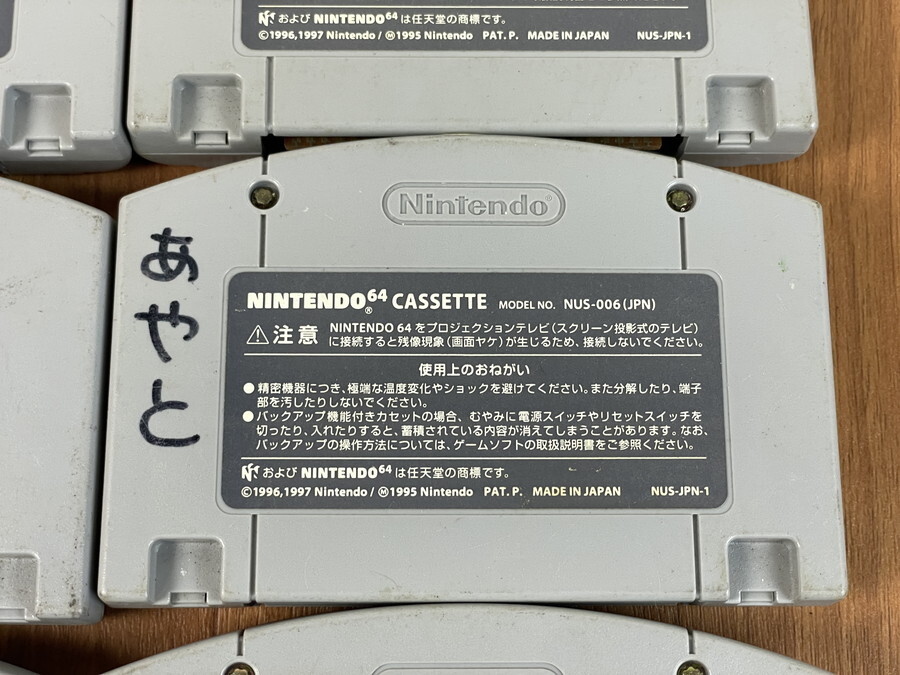 および NINTENDO64 は任天堂の商標です。
©1996,1997 Nintendo / Ⓜ1995 Nintendo PAT. P. MADE IN JAPAN NUS-JPN-1
Nintendo®
あやと
NINTENDO64® CASSETTE MODEL NO. NUS-006(JPN)
⚠注意 NINTENDO 64 をプロジェクションテレビ(スクリーン投影式のテレビ)
に接続すると残像現象(画面ヤケ)が生じるため、接続しないでください。
使用上のおねがい
●精密機器につき、極端な温度変化やショックを避けてください。また分解したり、端子
部を汚したりしないでください。
●バックアップ機能付きカセットの場合、むやみに電源スイッチやリセットスイッチを
切ったり、入れたりすると、蓄積されている内容が消えてしまうことがあります。なお、
バックアップの操作方法については、ゲームソフトの取扱説明書をご参照ください。
および NINTENDO64 は任天堂の商標です。
©1996,1997 Nintendo / Ⓜ1995 Nintendo PAT. P. MADE IN JAPAN NUS-JPN-1